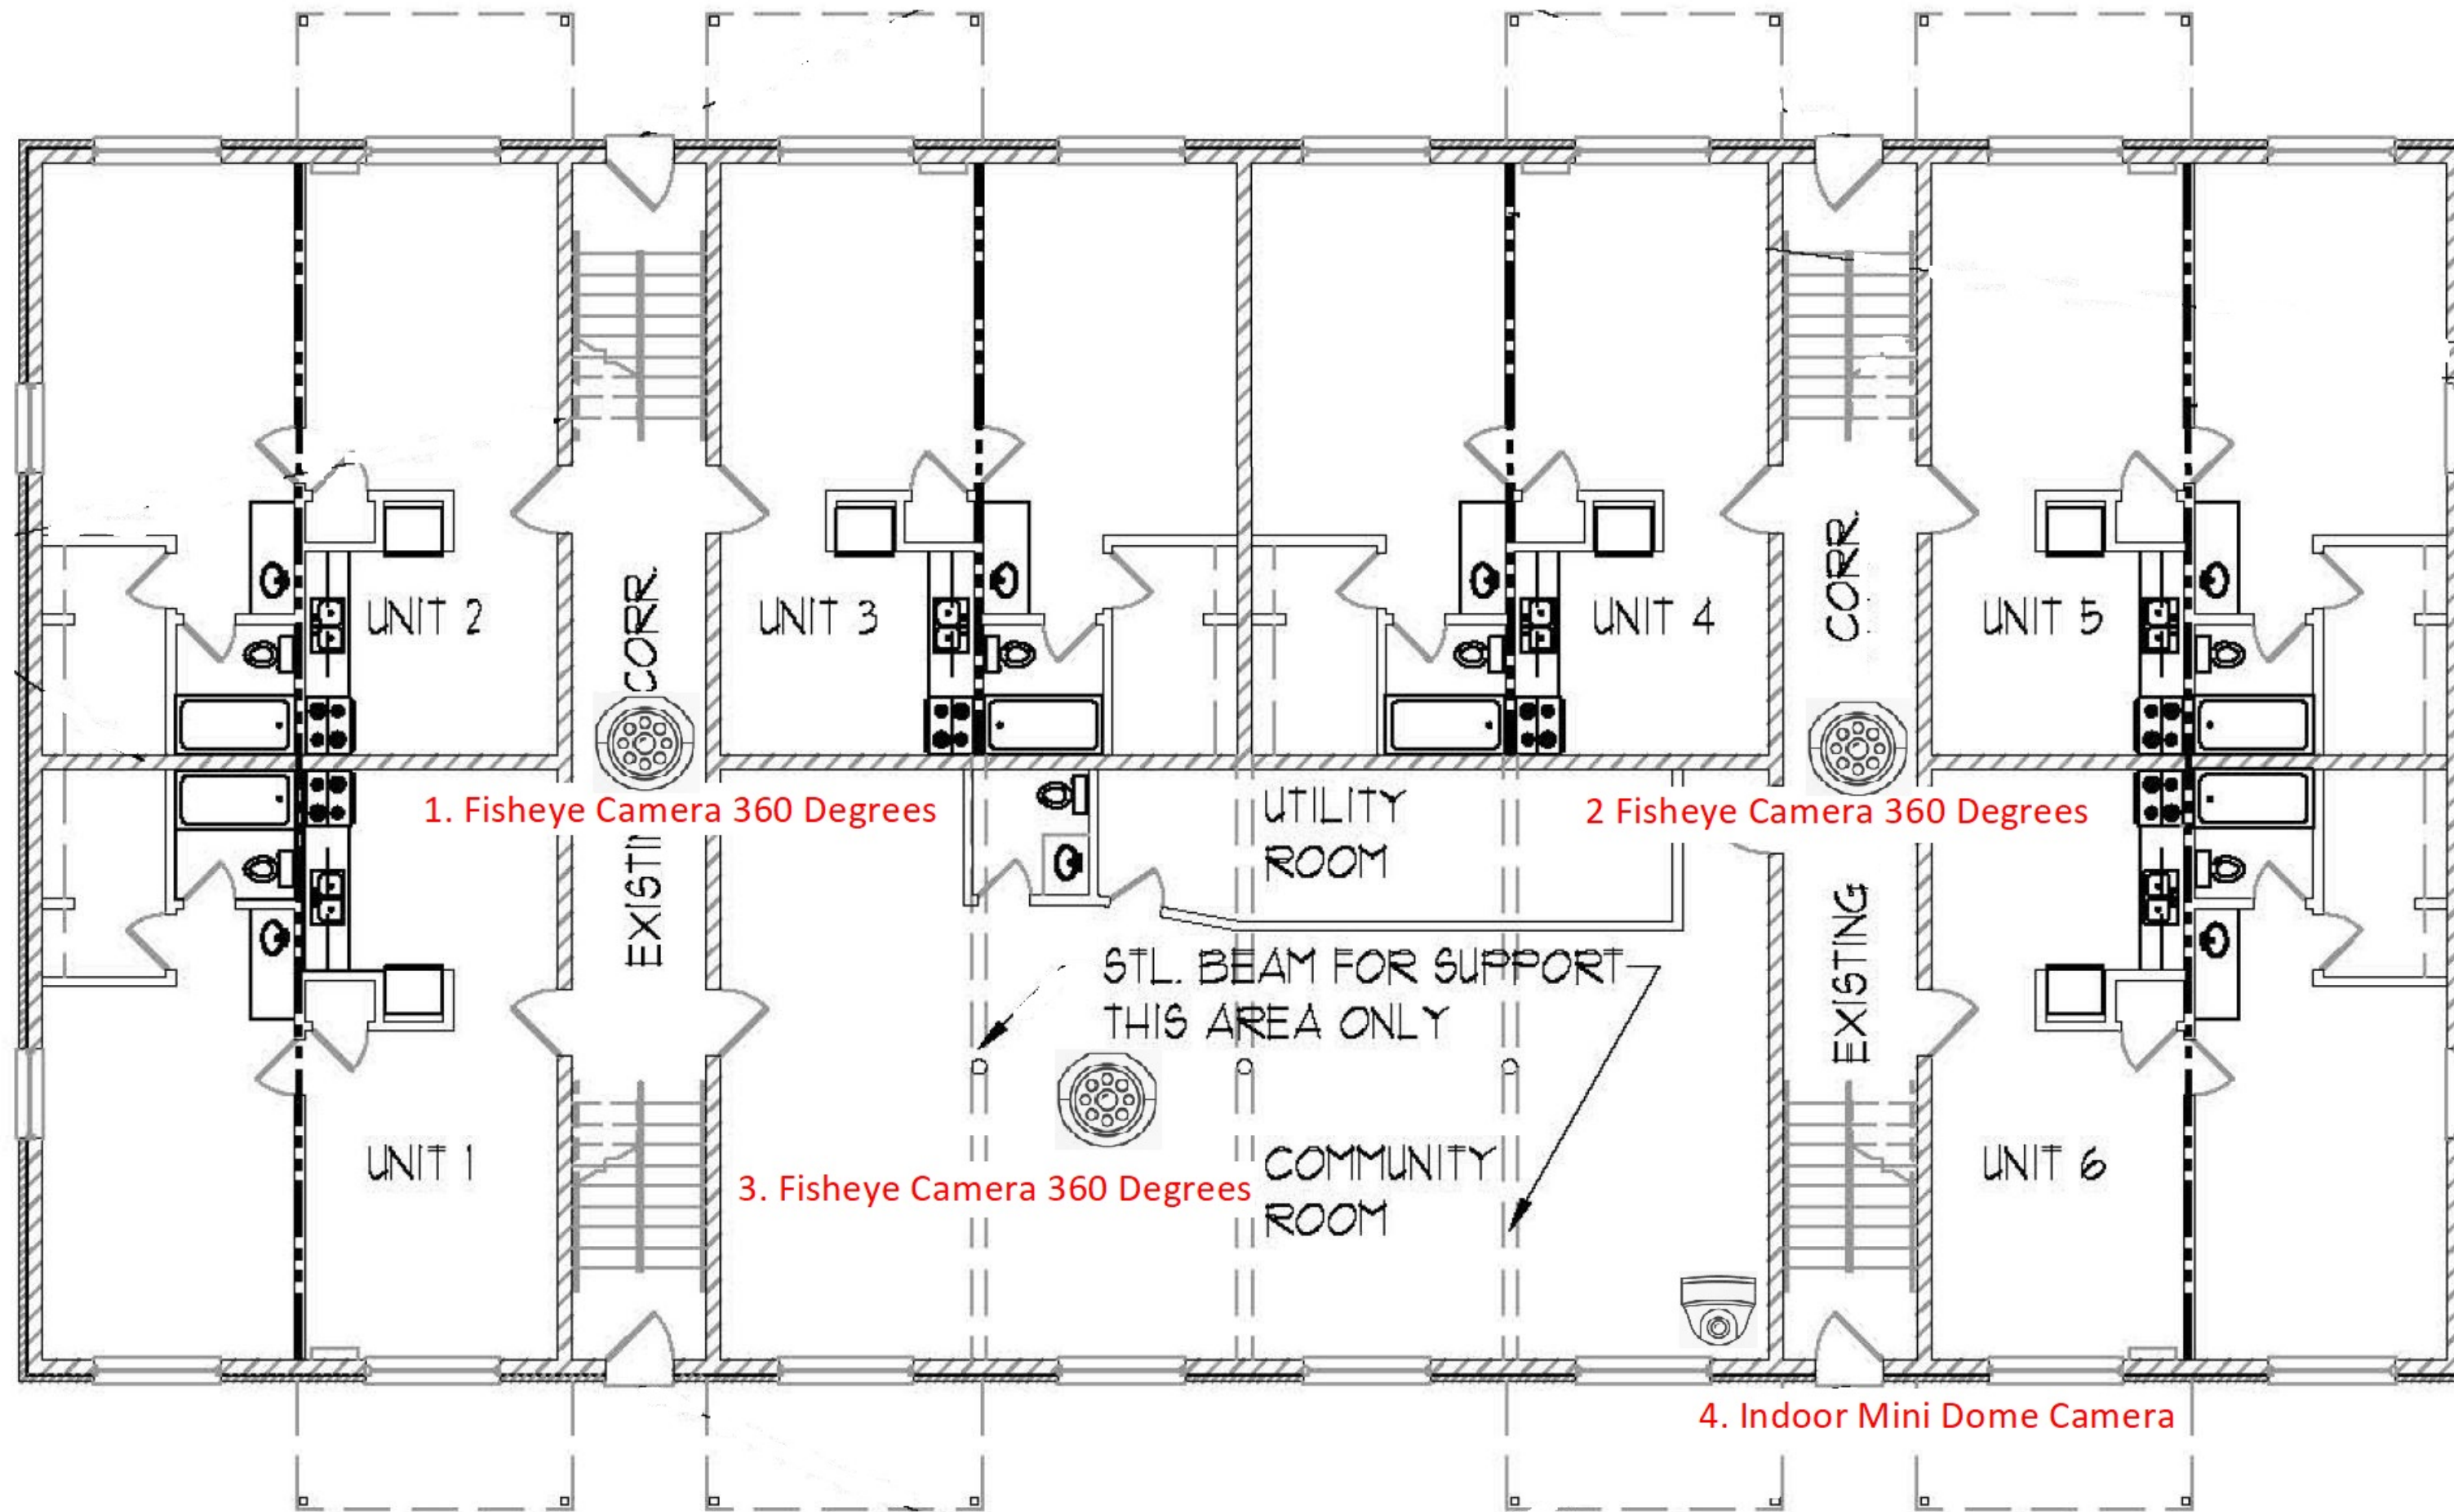 UNIT 2
EXISTIN
CORR.
UNIT 3
UNIT 4
CORR.
UNIT 5
1. Fisheye Camera 360 Degrees
UTILITY
ROOM
2 Fisheye Camera 360 Degrees
EXISTING
STL. BEAM FOR SUPPORT
THIS AREA ONLY
UNIT 1
3. Fisheye Camera 360 Degrees
COMMUNITY
ROOM
UNIT 6
4. Indoor Mini Dome Camera